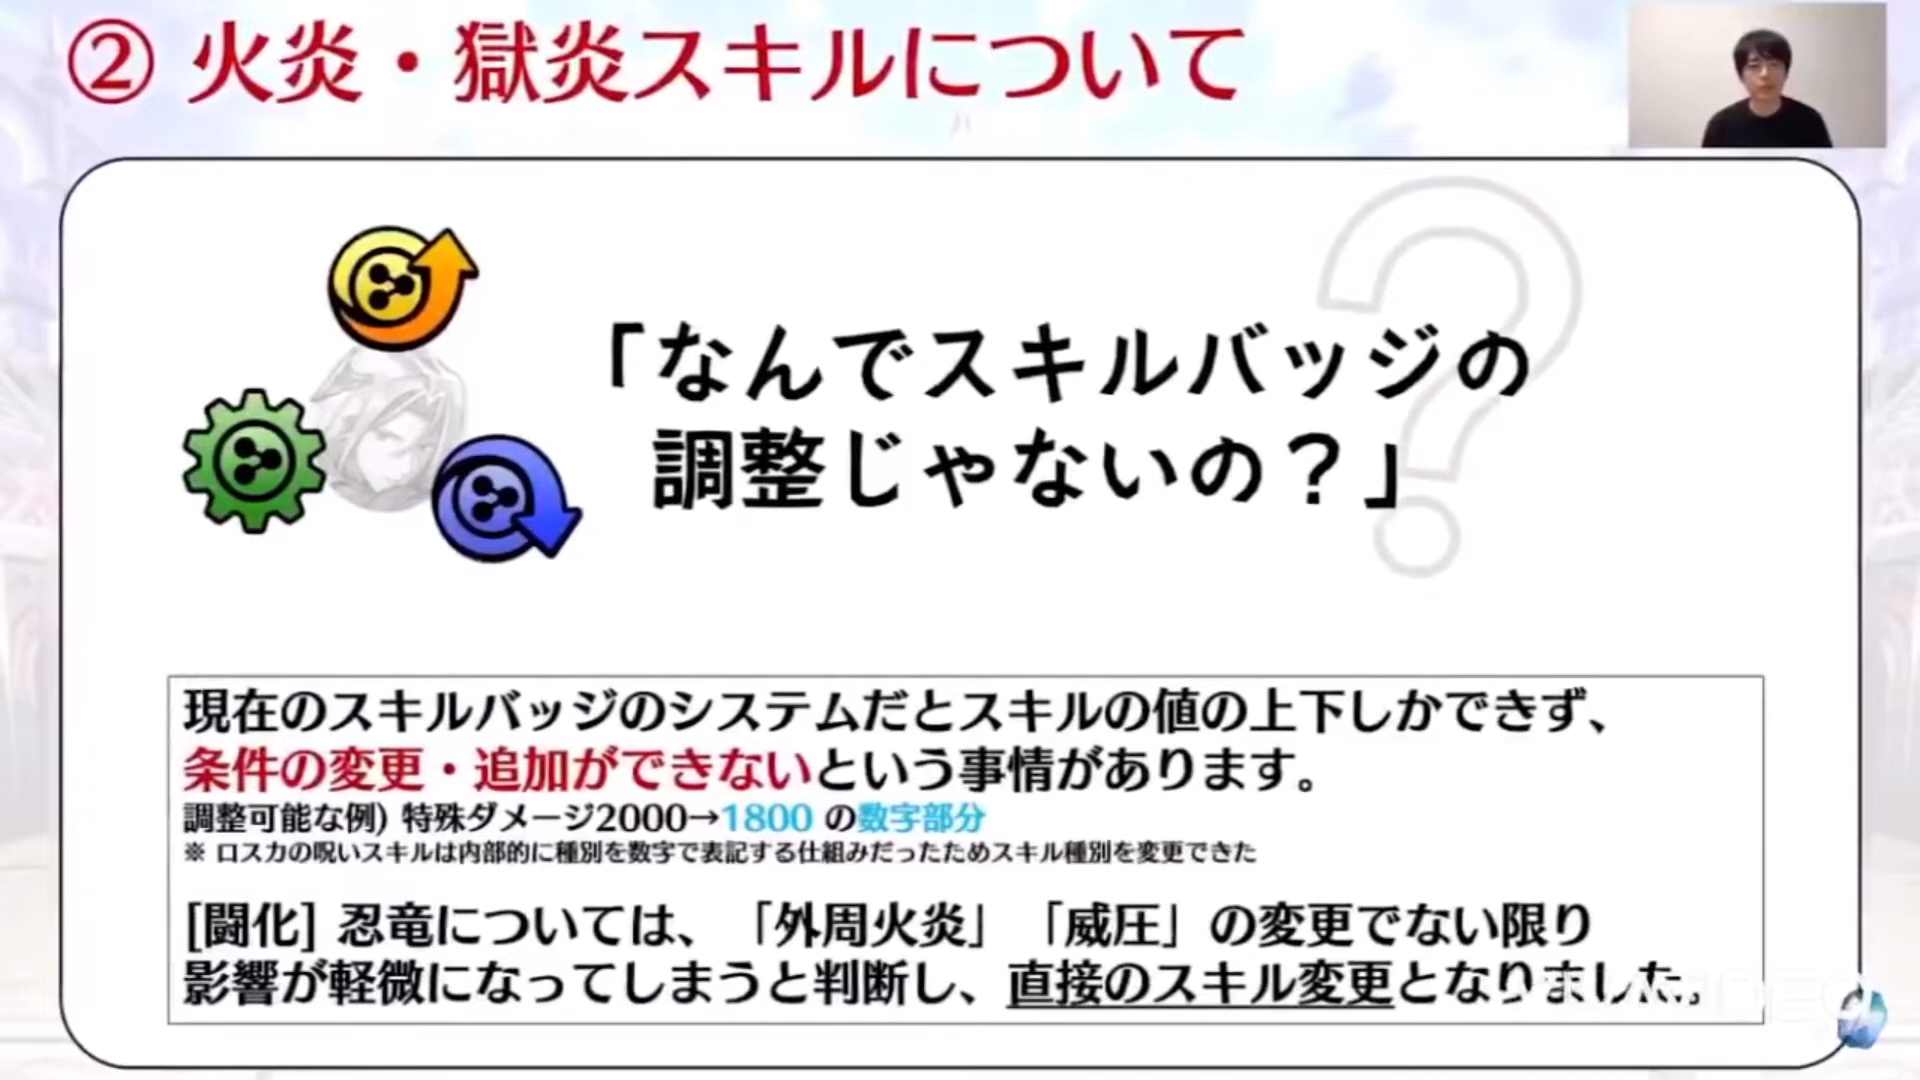 ② 火炎・獄炎スキルについて
「なんでスキルバッジの
調整じゃないの？」
現在のスキルバッジのシステムだとスキルの値の上下しかできず、
条件の変更・追加ができないという事情があります。
調整可能な例) 特殊ダメージ2000→1800 の数字部分
※ ロスカの呪いスキルは内部的に種別を数字で表記する仕組みだったためスキル種別を変更できた
[闘化] 忍竜については、「外周火炎」「威圧」の変更でない限り
影響が軽微になってしまうと判断し、直接のスキル変更となりました。